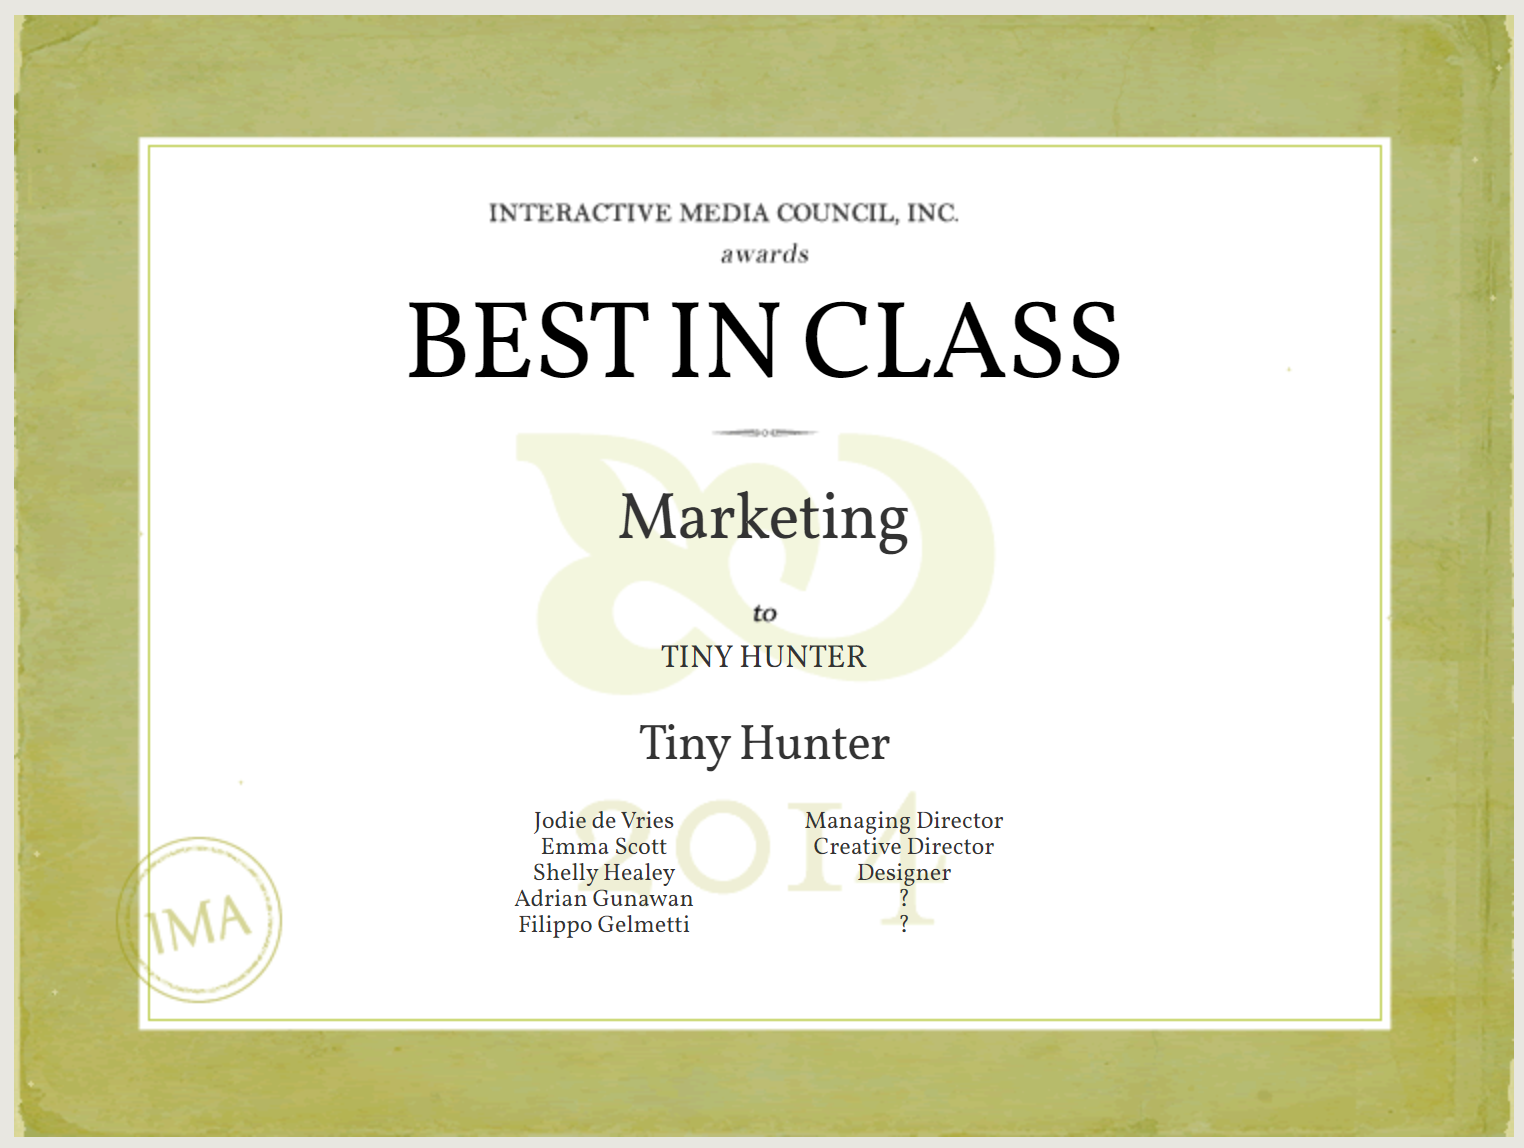 INTERACTIVE MEDIA COUNCIL, INC.
awards
BEST IN CLASS
Marketing
to
TINY HUNTER
Tiny Hunter
2014
Jodie de Vries Managing Director
Emma Scott Creative Director
Shelly Healey Designer
Adrian Gunawan ?
Filippo Gelmetti ?
IMA